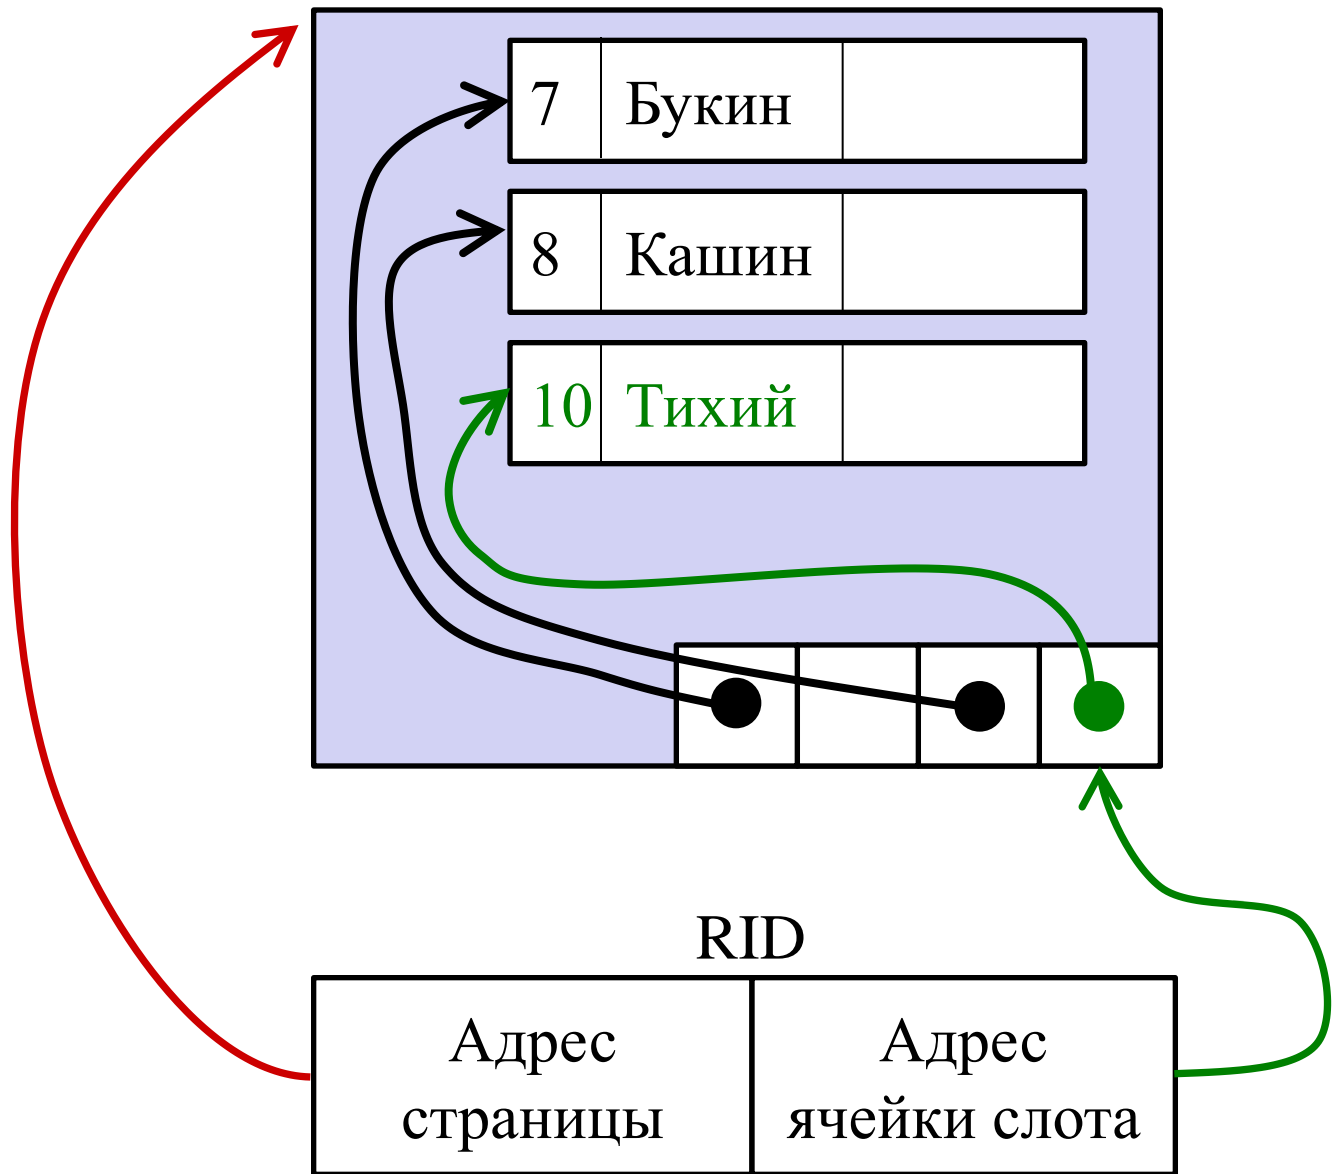 7 Букин
8 Кашин
10 Тихий
RID
Адрес страницы
Адрес ячейки слота